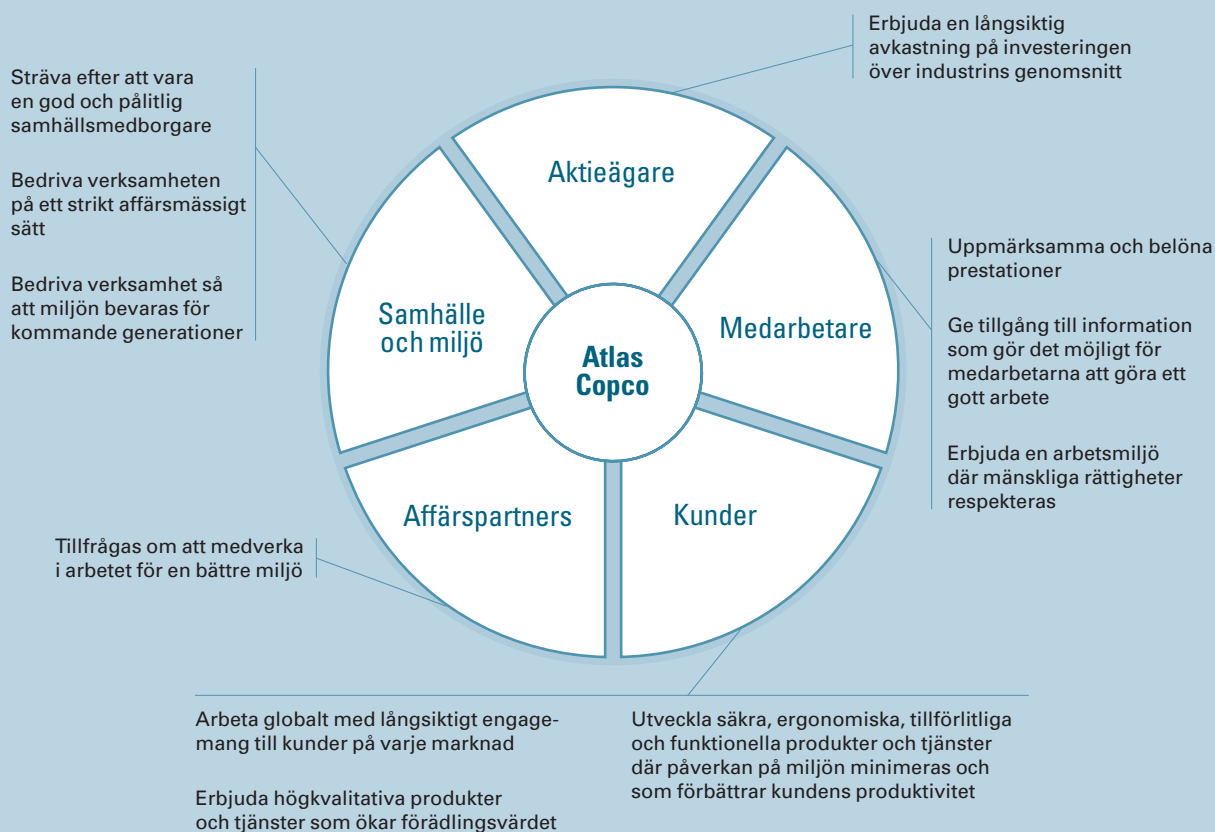 Erbjuda en långsiktig
avkastning på investeringen
över industrins genomsnitt
Sträva efter att vara
en god och pålitlig
samhällsmedborgare
Bedriva verksamheten
på ett strikt affärsmässigt
sätt
Bedriva verksamhet så
att miljön bevaras för
kommande generationer
Aktieägare
Samhälle
och miljö
Medarbetare
Atlas
Copco
Affärspartners
Kunder
Uppmärksamma och belöna
prestationer
Ge tillgång till information
som gör det möjligt för
medarbetarna att göra ett
gott arbete
Erbjuda en arbetsmiljö
där mänskliga rättigheter
respekteras
Tillfrågas om att medverka
i arbetet för en bättre miljö
Arbeta globalt med långsiktigt engage-
mang till kunder på varje marknad
Erbjuda högkvalitativa produkter
och tjänster som ökar förädlingsvärdet
Utveckla säkra, ergonomiska, tillförlitliga
och funktionella produkter och tjänster
där påverkan på miljön minimeras och
som förbättrar kundens produktivitet